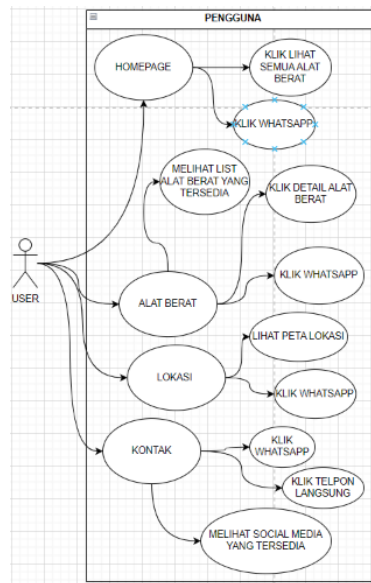 PENGGUNA
HOMEPAGE
KLIK LIHAT
SEMUA ALAT
BERAT
KLIK WHATSAPP
MELIHAT LIST
ALAT BERAT YANG
TERSEDIA
KLIK DETAIL ALAT
BERAT
USER
ALAT BERAT
KLIK WHATSAPP
LIHAT PETA LOKASI
LOKASI
KLIK WHATSAPP
KONTAK
KLIK
WHATSAPP
KLIK TELPON
LANGSUNG
MELIHAT SOCIAL MEDIA
YANG TERSEDIA